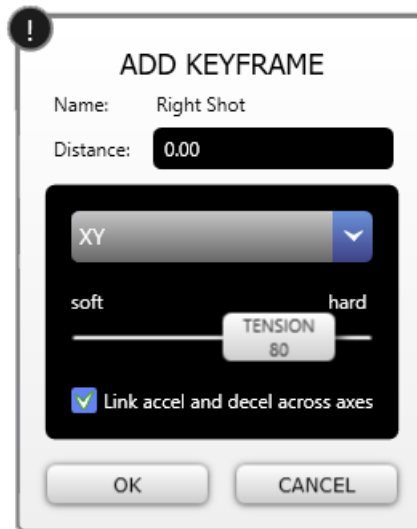 !
ADD KEYFRAME
Name: Right Shot
Distance: 0.00
XY
soft hard
TENSION
80
Link accel and decel across axes
OK CANCEL